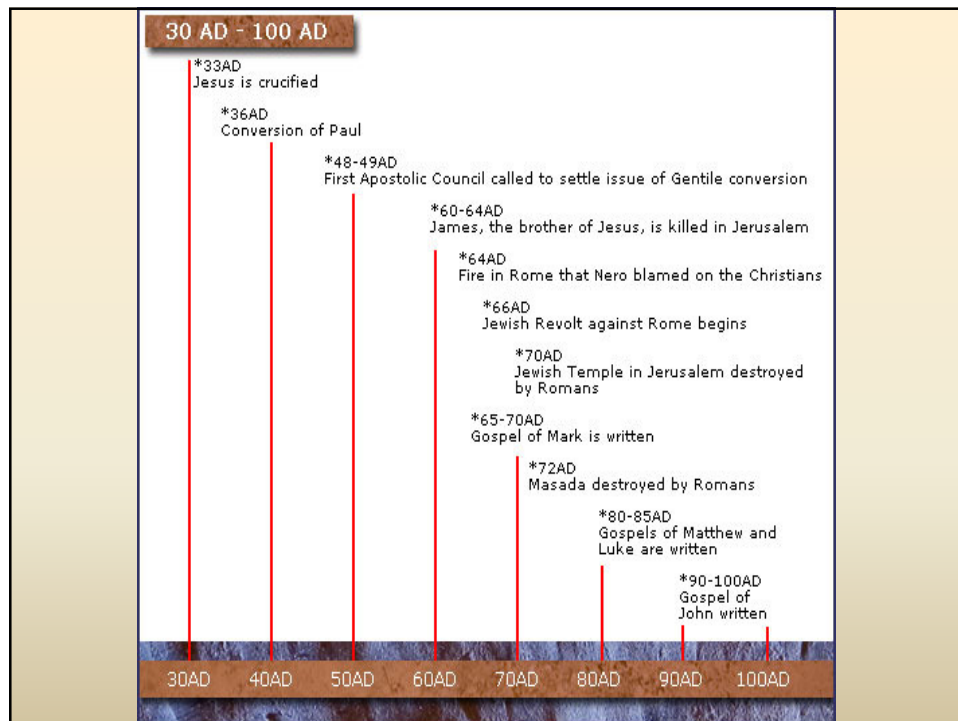 30 AD - 100 AD
*33AD
Jesus is crucified
*36AD
Conversion of Paul
*48-49AD
First Apostolic Council called to settle issue of Gentile conversion
*60-64AD
James, the brother of Jesus, is killed in Jerusalem
*64AD
Fire in Rome that Nero blamed on the Christians
*66AD
Jewish Revolt against Rome begins
*70AD
Jewish Temple in Jerusalem destroyed
by Romans
*65-70AD
Gospel of Mark is written
*72AD
Masada destroyed by Romans
*80-85AD
Gospels of Matthew and
Luke are written
*90-100AD
Gospel of
John written
30AD 40AD 50AD 60AD 70AD 80AD 90AD 100AD